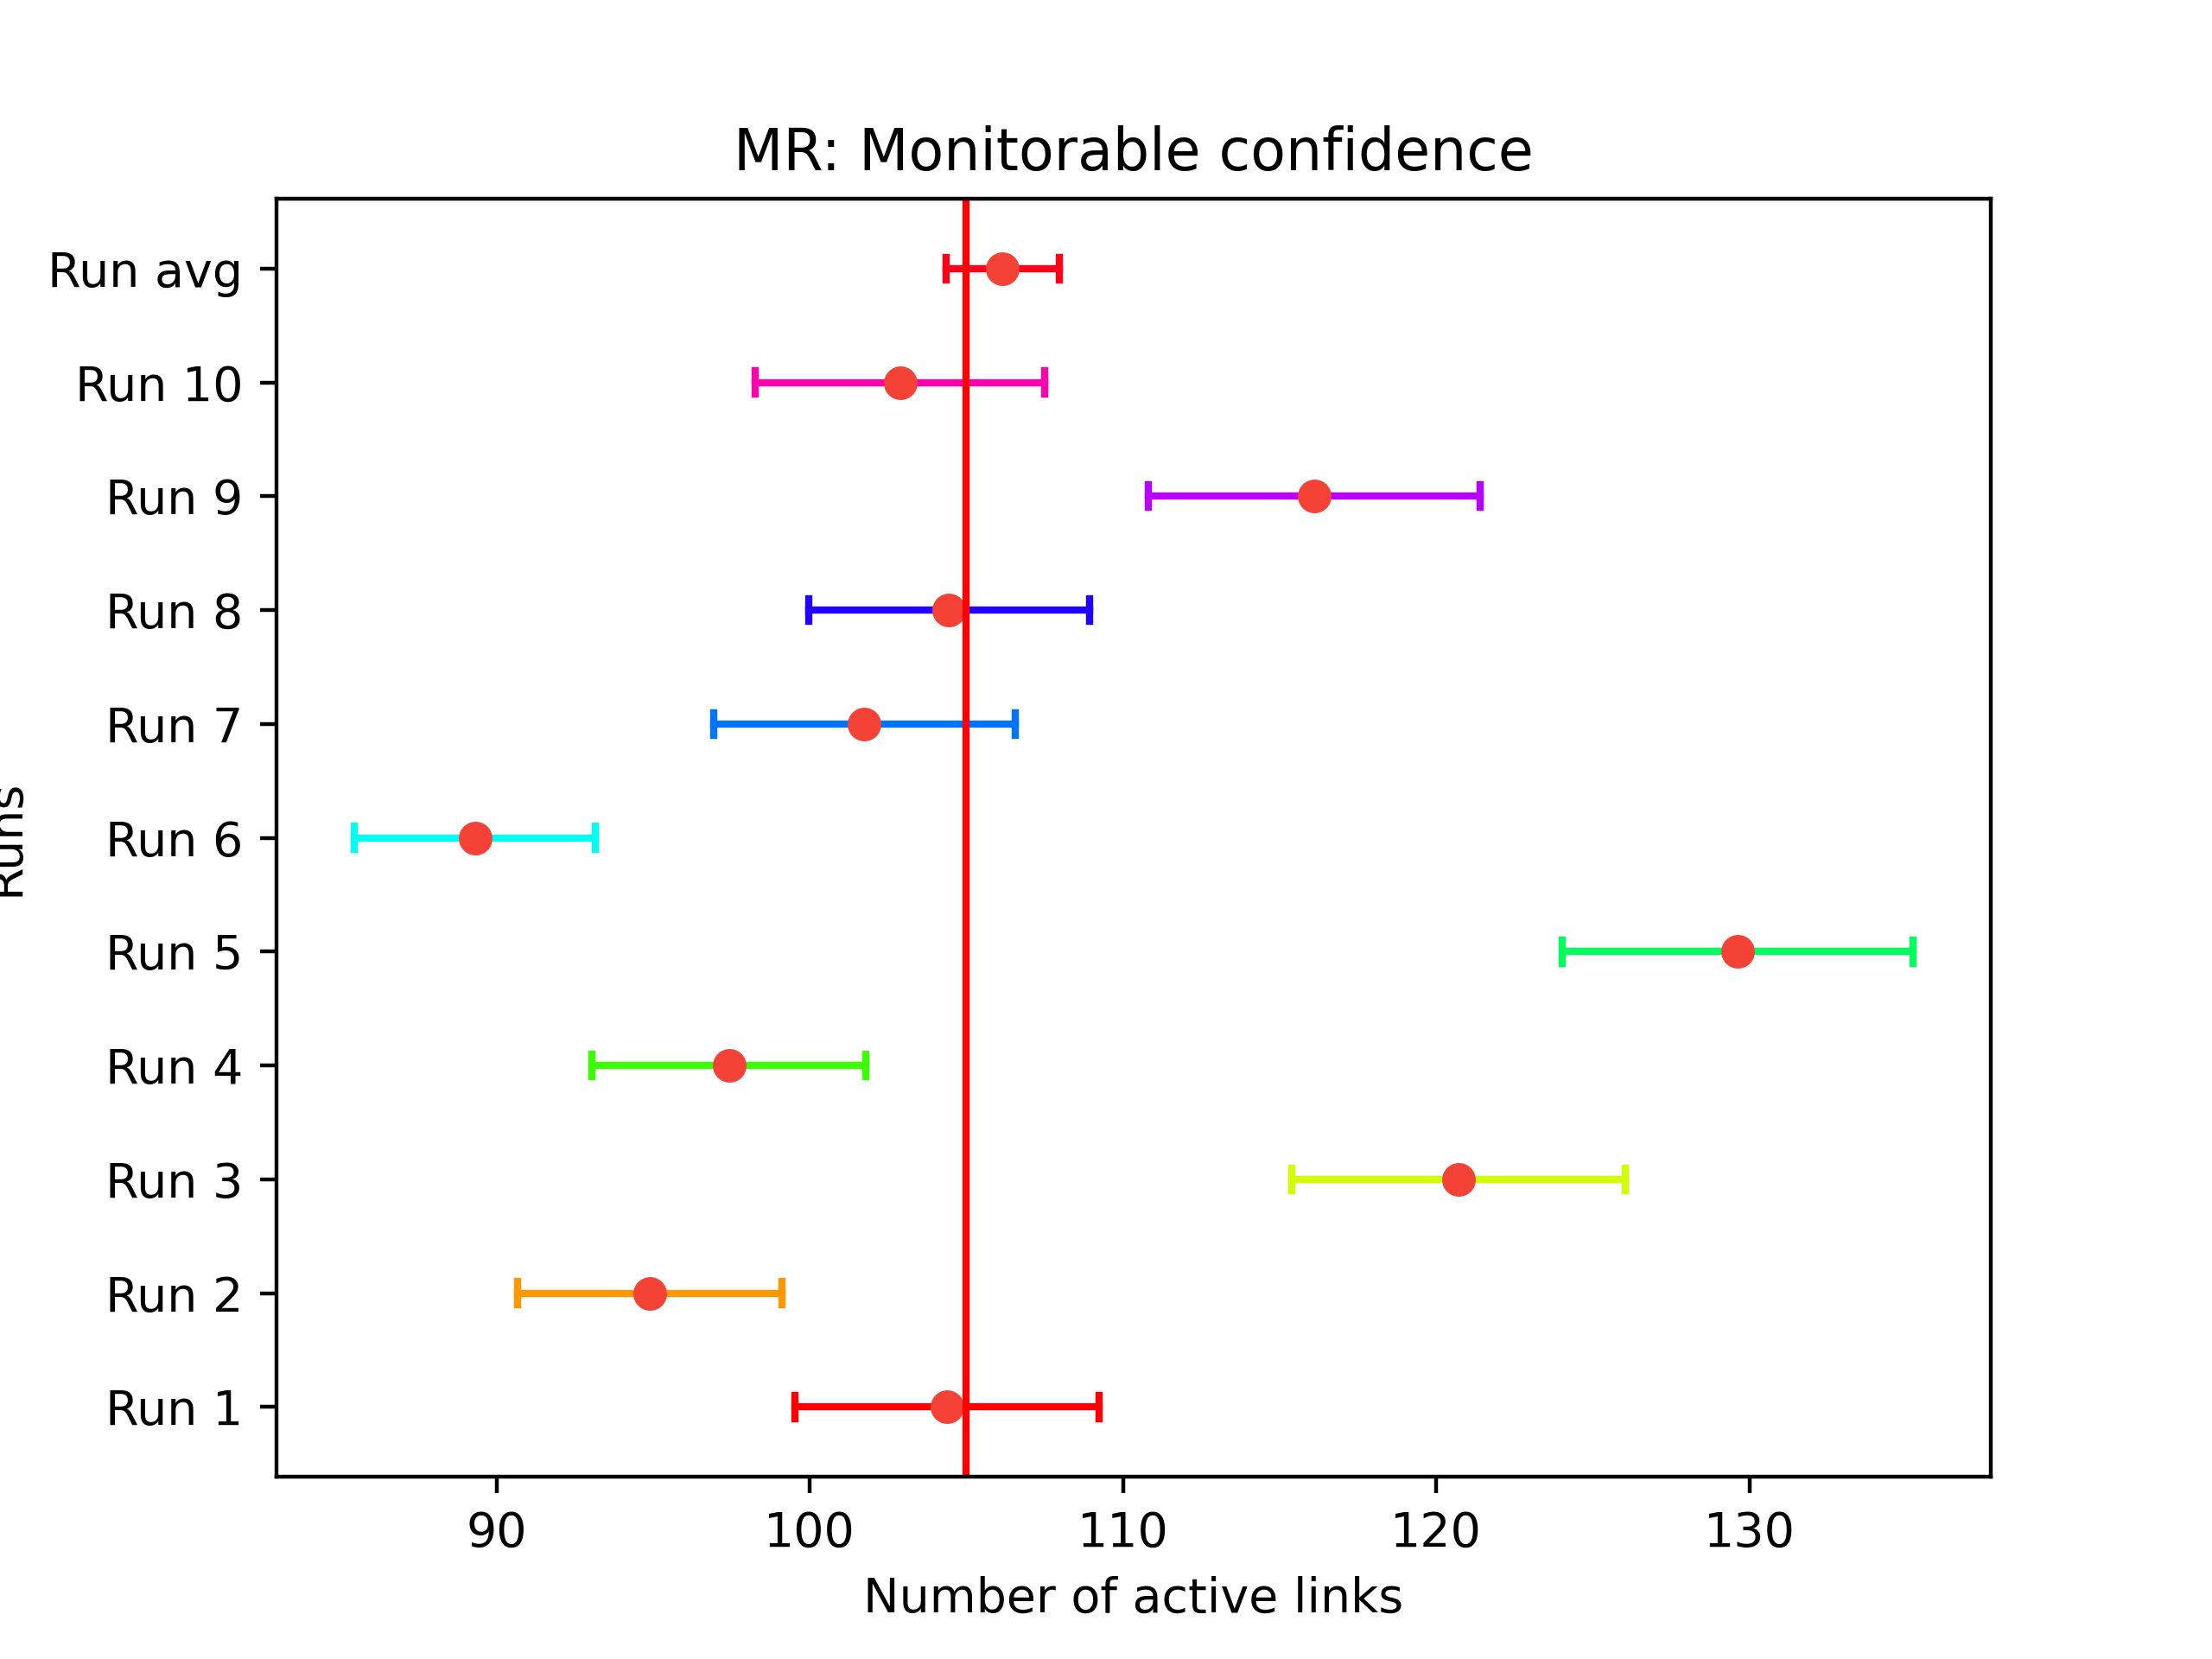 MR: Monitorable confidence
Run avg
Run 10
Run 9
Run 8
Run 7
Run 6
Run 5
Run 4
Run 3
Run 2
Run 1
Runs
90 100 110 120 130
Number of active links